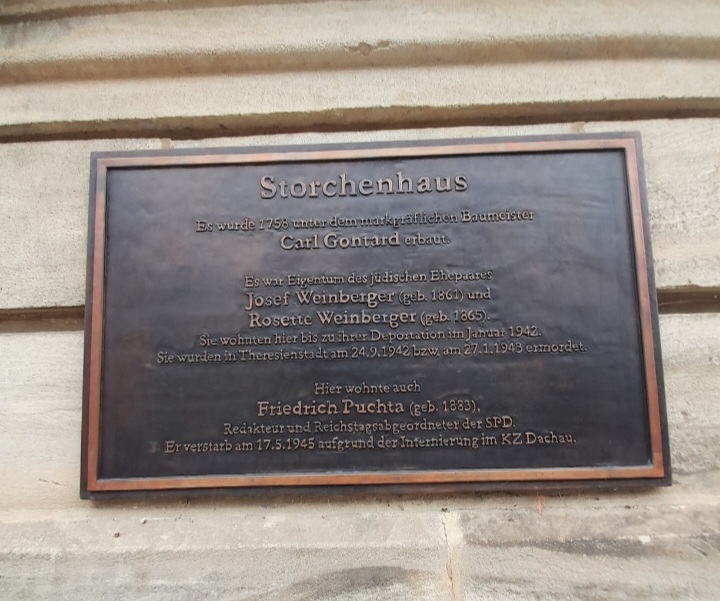 Storchenhaus
Es wurde 1758 unter dem markgräflichen Baumeister
Carl Gontard erbaut.
Es war Eigentum des jüdischen Ehepaares
Josef Weinberger (geb. 1861) und
Rosette Weinberger (geb. 1865).
Sie wohnten hier bis zu ihrer Deportation im Januar 1942.
Sie wurden in Theresienstadt am 24.9.1942 bzw. am 27.1.1943 ermordet.
Hier wohnte auch
Friedrich Puchta (geb. 1883),
Redakteur und Reichstagsabgeordneter der SPD.
Er verstarb am 17.5.1945 aufgrund der Internierung im KZ Dachau.